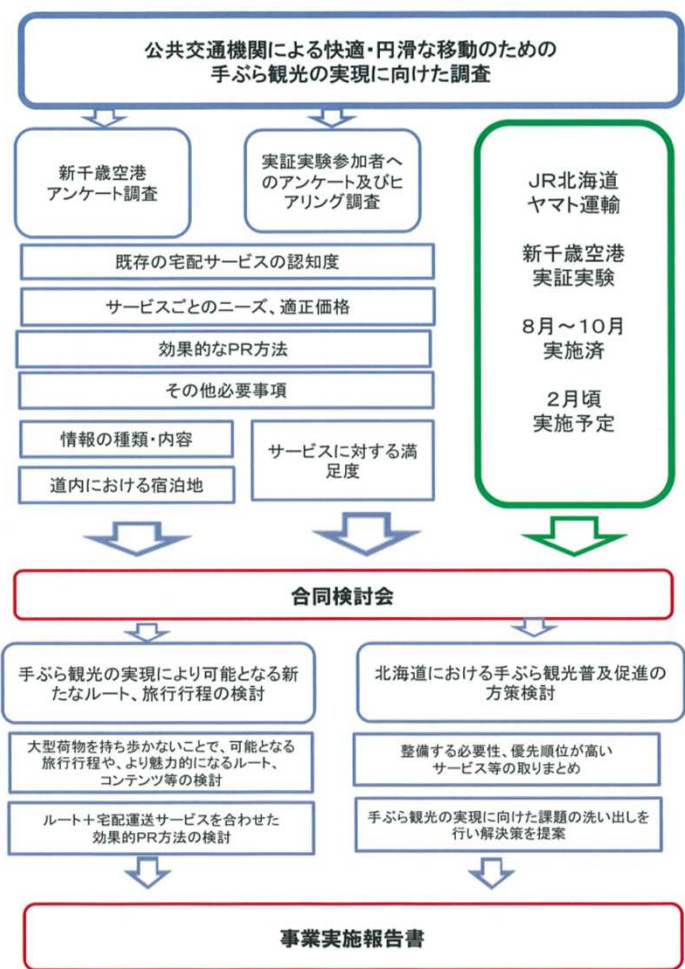 公共交通機関による快適・円滑な移動のための
手ぶら観光の実現に向けた調査
新千歳空港
アンケート調査
実証実験参加者へ
のアンケート及びヒ
アリング調査
既存の宅配サービスの認知度
サービスごとのニーズ、適正価格
効果的なPR方法
その他必要事項
情報の種類・内容
道内における宿泊地
サービスに対する満
足度
JR北海道
ヤマト運輸
新千歳空港
実証実験
8月～10月
実施済
2月頃
実施予定
合同検討会
手ぶら観光の実現により可能となる新
たなルート、旅行行程の検討
大型荷物を持ち歩かないことで、可能となる
旅行行程や、より魅力的になるルート、
コンテンツ等の検討
ルート＋宅配運送サービスを合わせた
効果的PR方法の検討
北海道における手ぶら観光普及促進の
方策検討
整備する必要性、優先順位が高い
サービス等の取りまとめ
手ぶら観光の実現に向けた課題の洗い出しを
行い解決策を提案
事業実施報告書